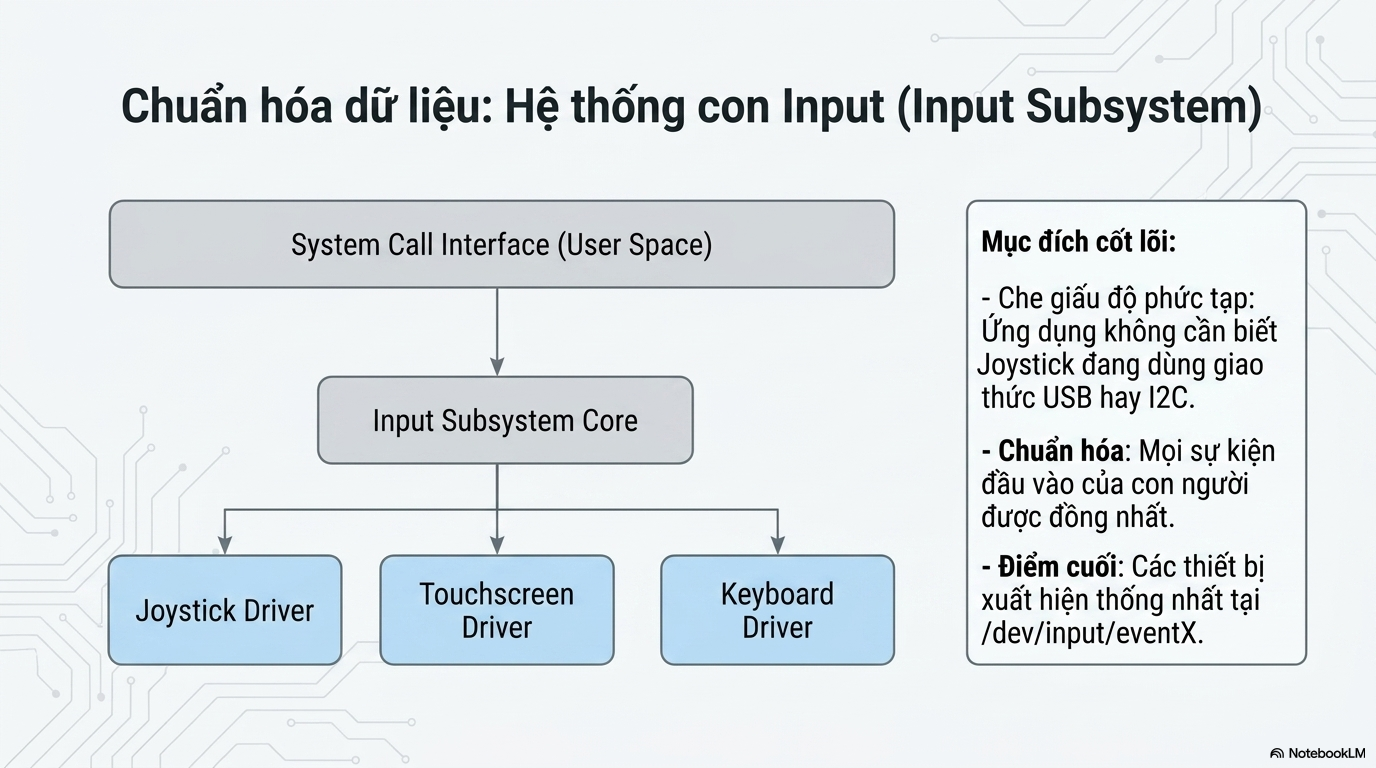 Chuẩn hóa dữ liệu: Hệ thống con Input (Input Subsystem)
System Call Interface (User Space)
Input Subsystem Core
Joystick Driver
Touchscreen
Driver
Keyboard
Driver
Mục đích cốt lõi:
- Che giấu độ phức tạp:
Ứng dụng không cần biết
Joystick đang dùng giao
thức USB hay I2C.
- Chuẩn hóa: Mọi sự kiện
đầu vào của con người
được đồng nhất.
- Điểm cuối: Các thiết bị
xuất hiện thống nhất tại
/dev/input/eventX.
NotebookLM